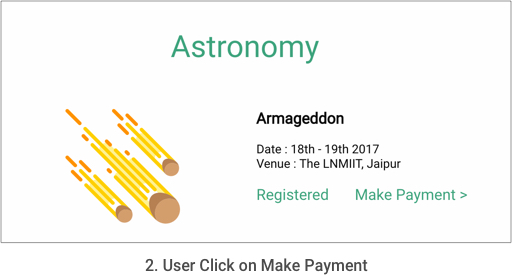 Astronomy
Armageddon
Date : 18th - 19th 2017
Venue : The LNMIIT, Jaipur
Registered Make Payment >
2. User Click on Make Payment